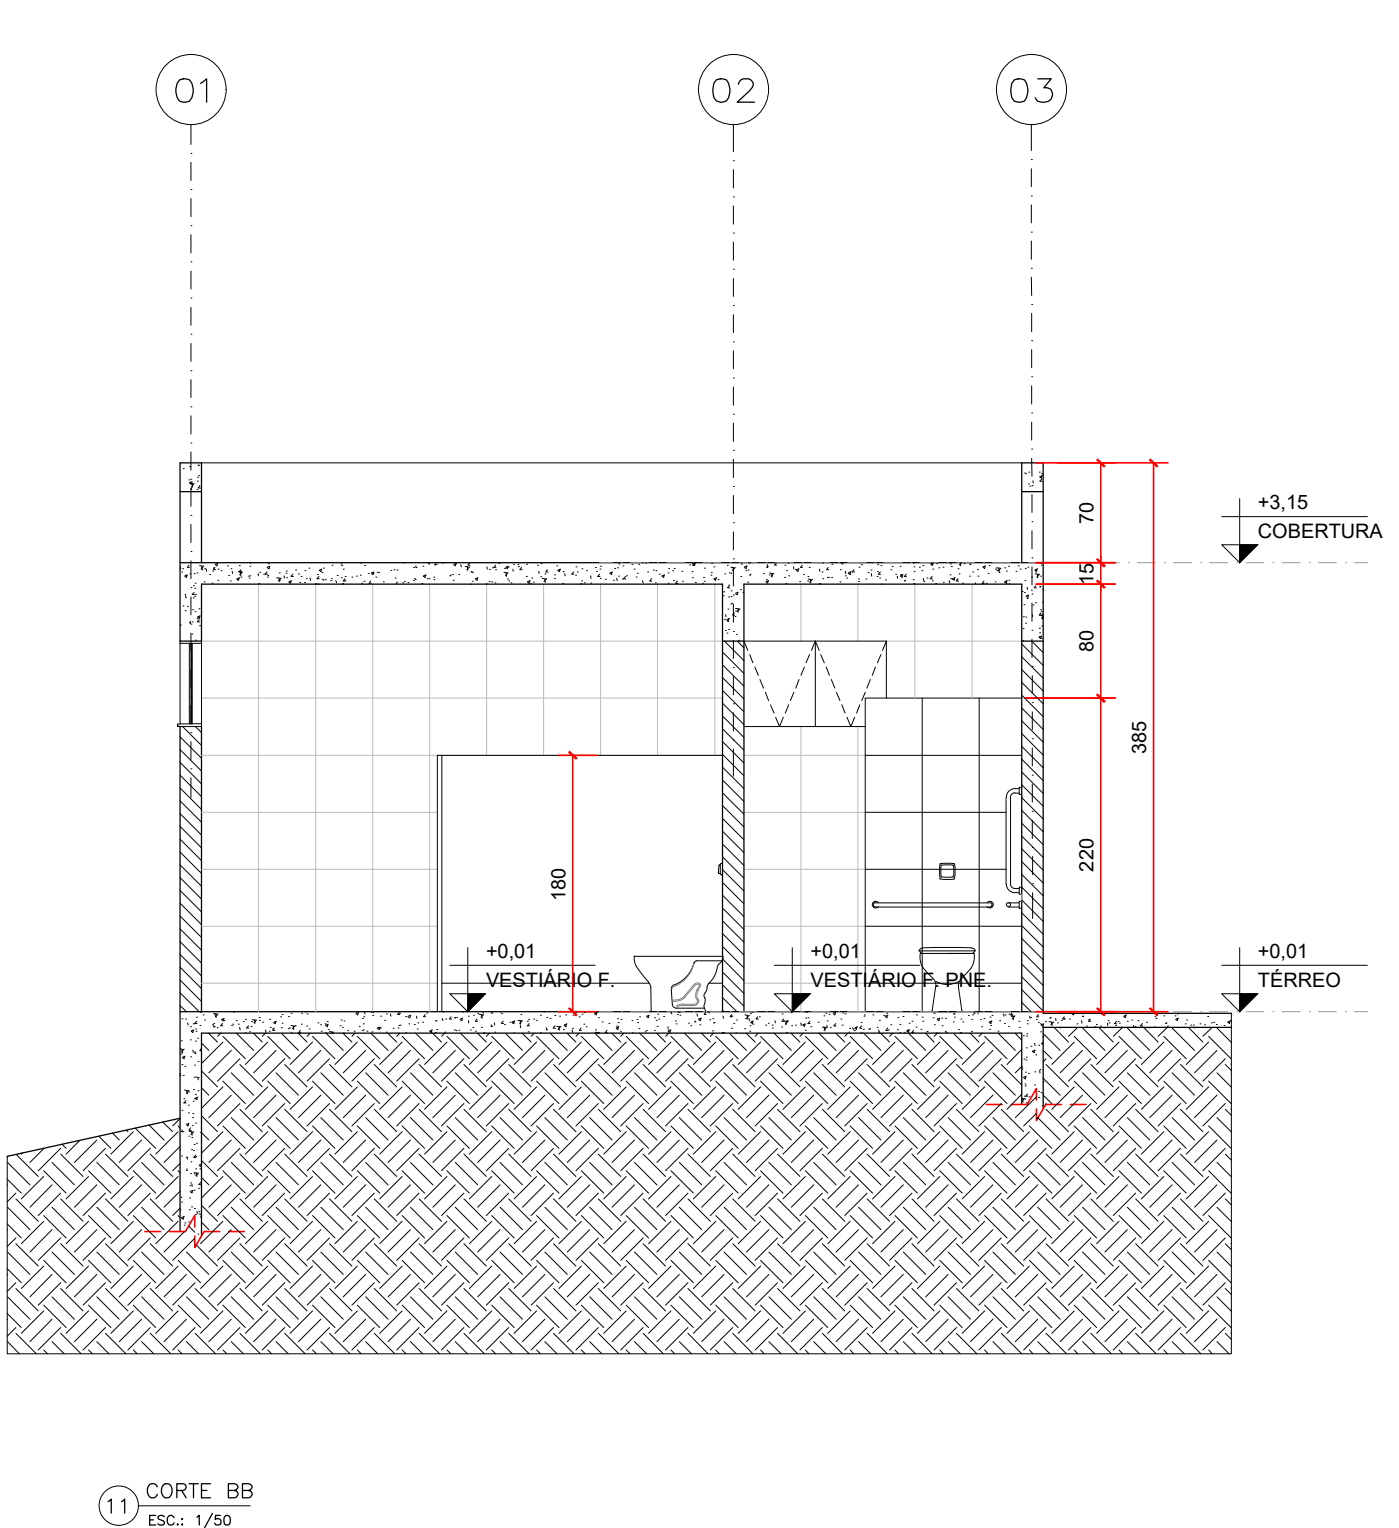 01
02
03
70
15
80
385
220
180
+3,15
COBERTURA
+0,01
VESTIÁRIO F.
+0,01
VESTIÁRIO F. PNE.
+0,01
TÉRREO
11
CORTE BB
ESC.: 1/50